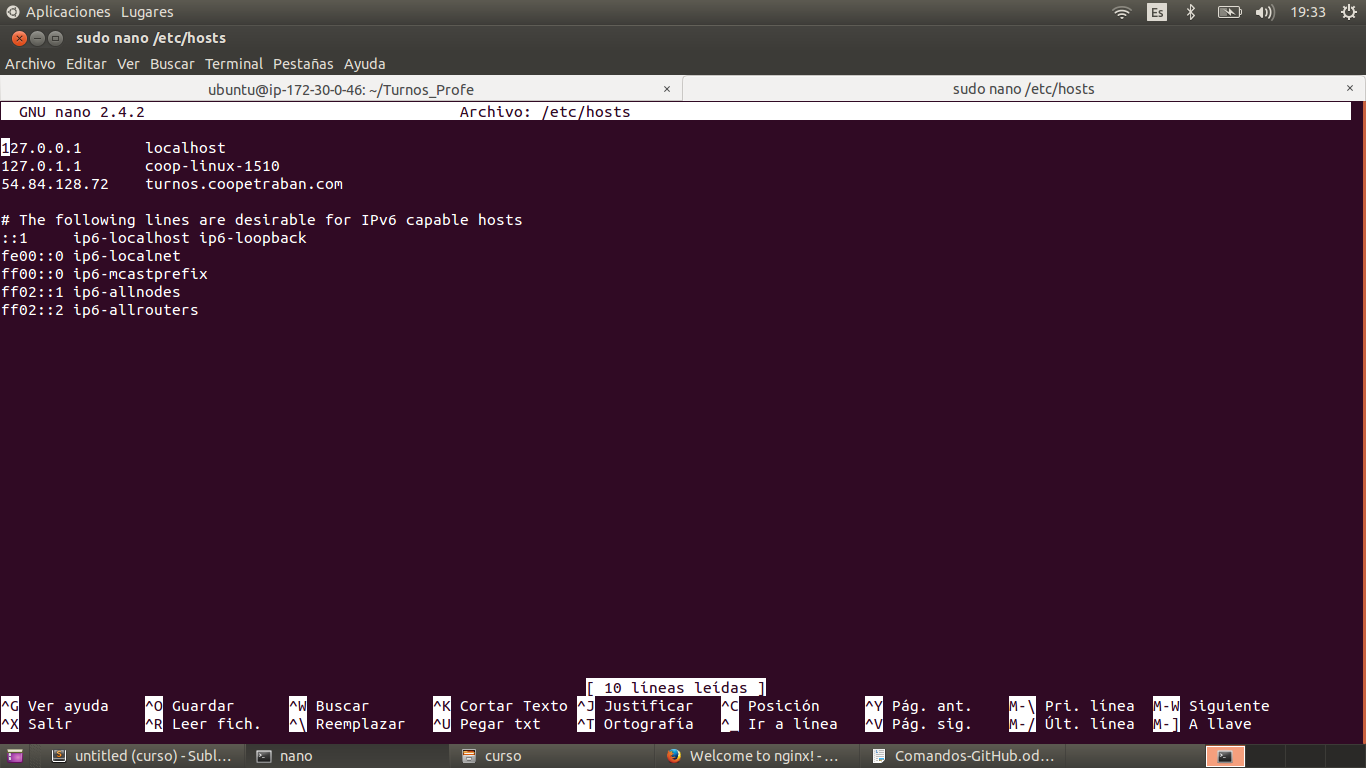 Aplicaciones Lugares Es 19:33
sudo nano /etc/hosts
Archivo Editar Ver Buscar Terminal Pestañas Ayuda
ubuntu@ip-172-30-0-46: ~/Turnos_Profe × sudo nano /etc/hosts ×
GNU nano 2.4.2 Archivo: /etc/hosts
127.0.0.1 localhost
127.0.1.1 coop-linux-1510
54.84.128.72 turnos.coopetraban.com
# The following lines are desirable for IPv6 capable hosts
::1 ip6-localhost ip6-loopback
fe00::0 ip6-localnet
ff00::0 ip6-mcastprefix
ff02::1 ip6-allnodes
ff02::2 ip6-allrouters
[ 10 líneas leídas ]
^G Ver ayuda ^O Guardar ^W Buscar ^K Cortar Texto ^J Justificar ^C Posición ^Y Pág. ant. M-\ Pri. línea M-W Siguiente
^X Salir ^R Leer fich. ^\ Reemplazar ^U Pegar txt ^T Ortografía ^_ Ir a línea ^V Pág. sig. M-/ Últ. línea M-] A llave
untitled (curso) - Subl... nano curso Welcome to nginx! - ... Comandos-GitHub.od...